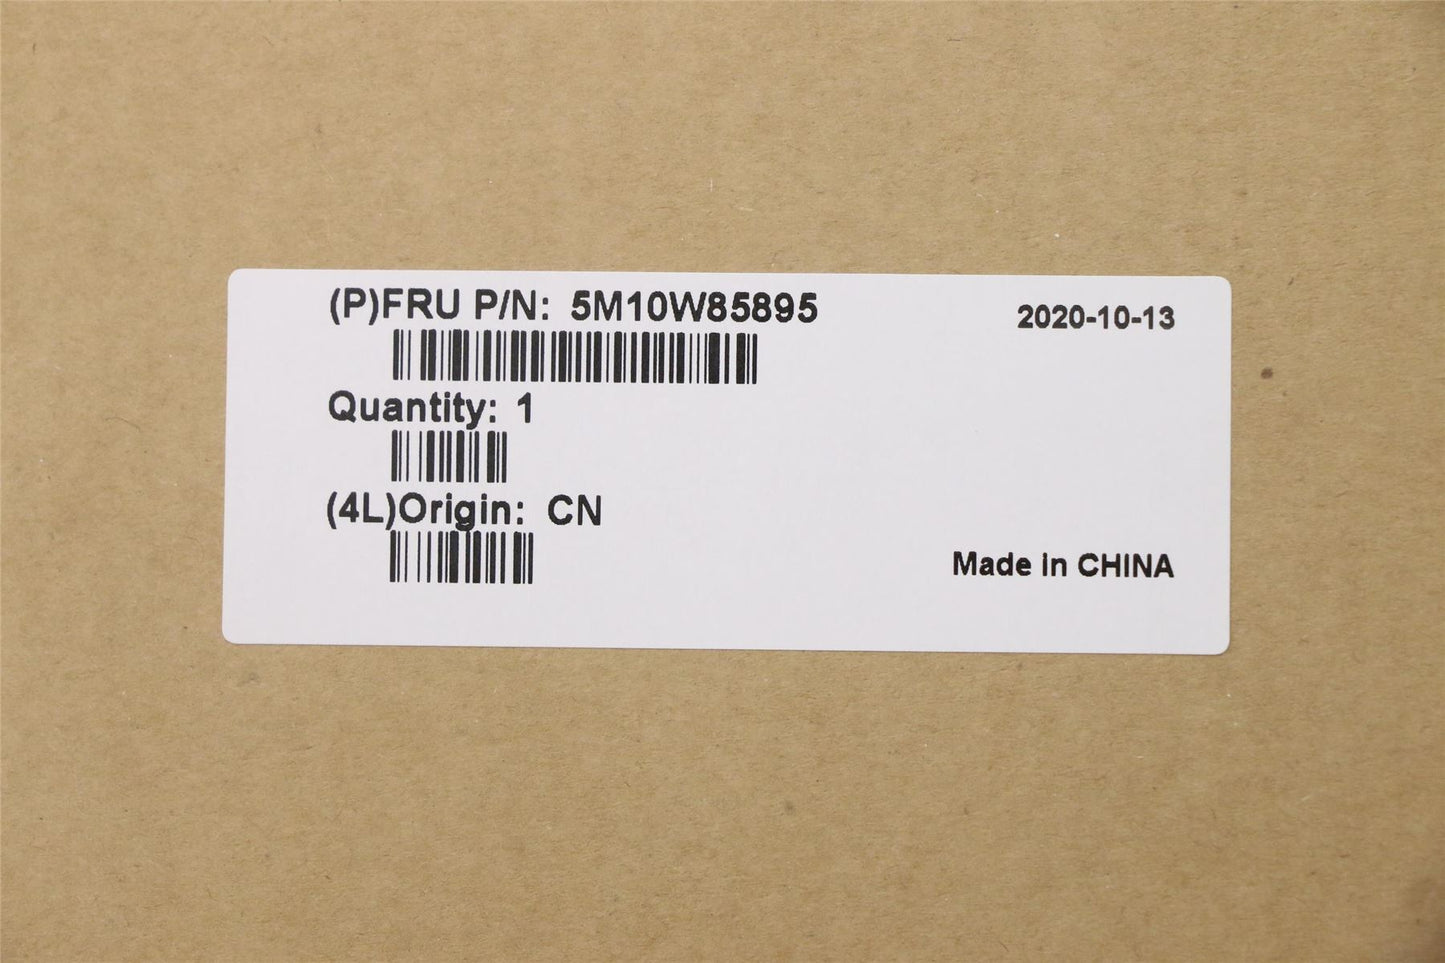 (P)FRU P/N: 5M10W85895
2020-10-13
Quantity: 1
(4L)Origin: CN
Made in CHINA